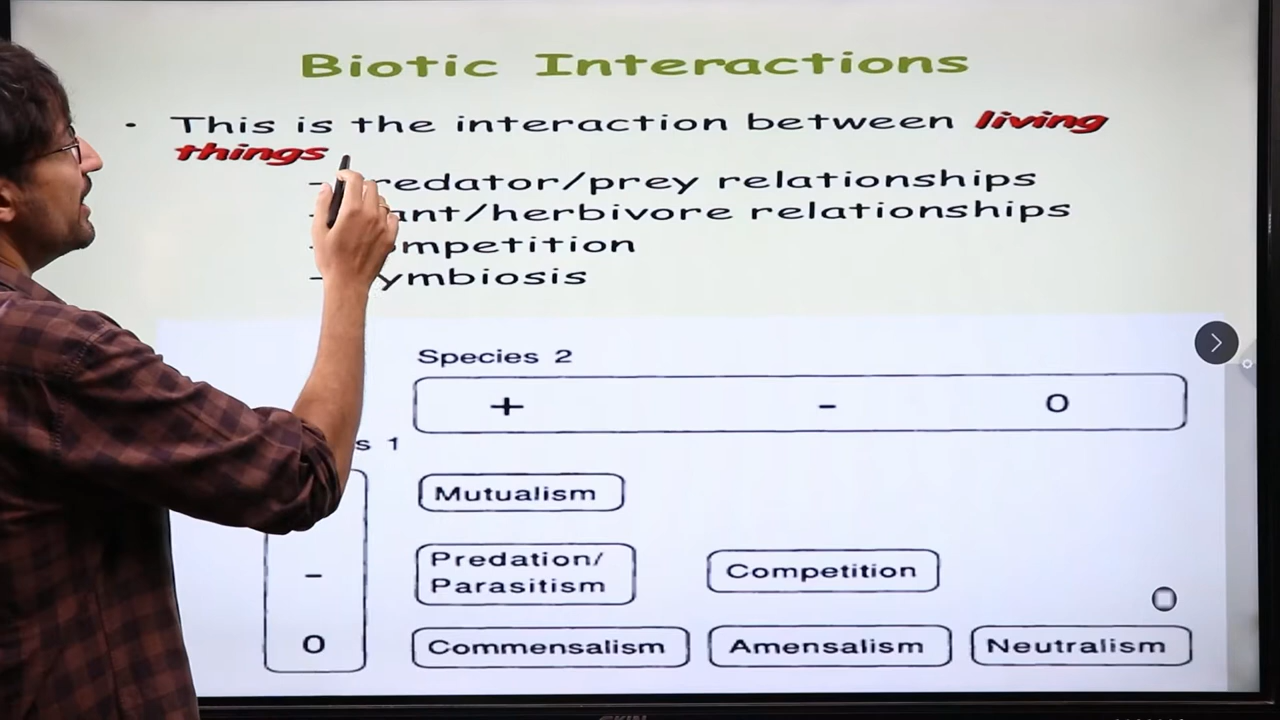 Biotic Interactions
• This is the interaction between living
things
- redator/prey relationships
- ant/herbivore relationships
- ompetition
- ymbiosis
Species 2
+ - 0
s 1
Mutualism
-
Predation/
Parasitism
Competition
0
Commensalism
Amensalism
Neutralism